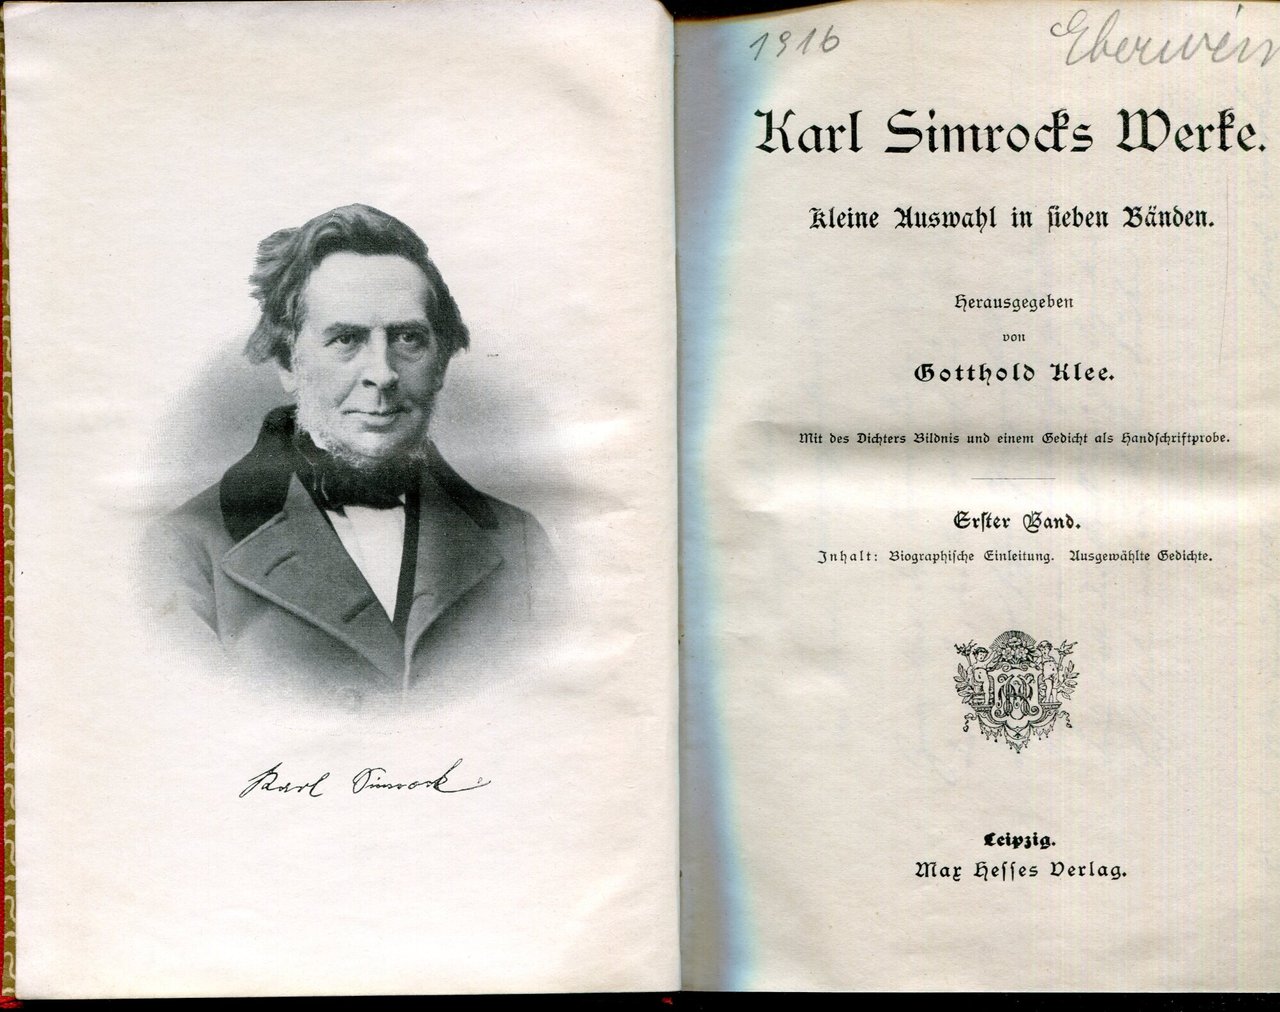 Karl Simrock
1916
Eberwein
Karl Simrocks Werke.
Kleine Auswahl in sieben Bänden.
Herausgegeben
von
Gotthold Klee.
Mit des Dichters Bildnis und einem Gedicht als Handschriftprobe.
Erster Band.
Inhalt: Biographische Einleitung. Ausgewählte Gedichte.
Leipzig.
Max Hesses Verlag.